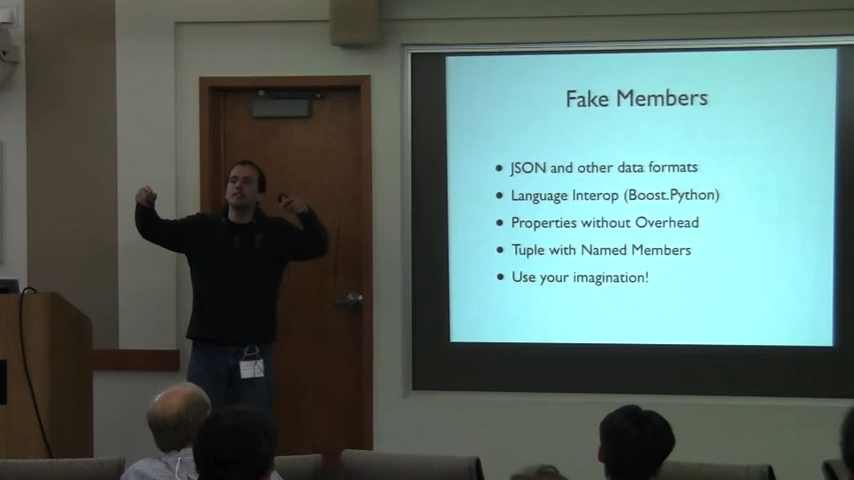 Fake Members
• JSON and other data formats
• Language Interop (Boost.Python)
• Properties without Overhead
• Tuple with Named Members
• Use your imagination!